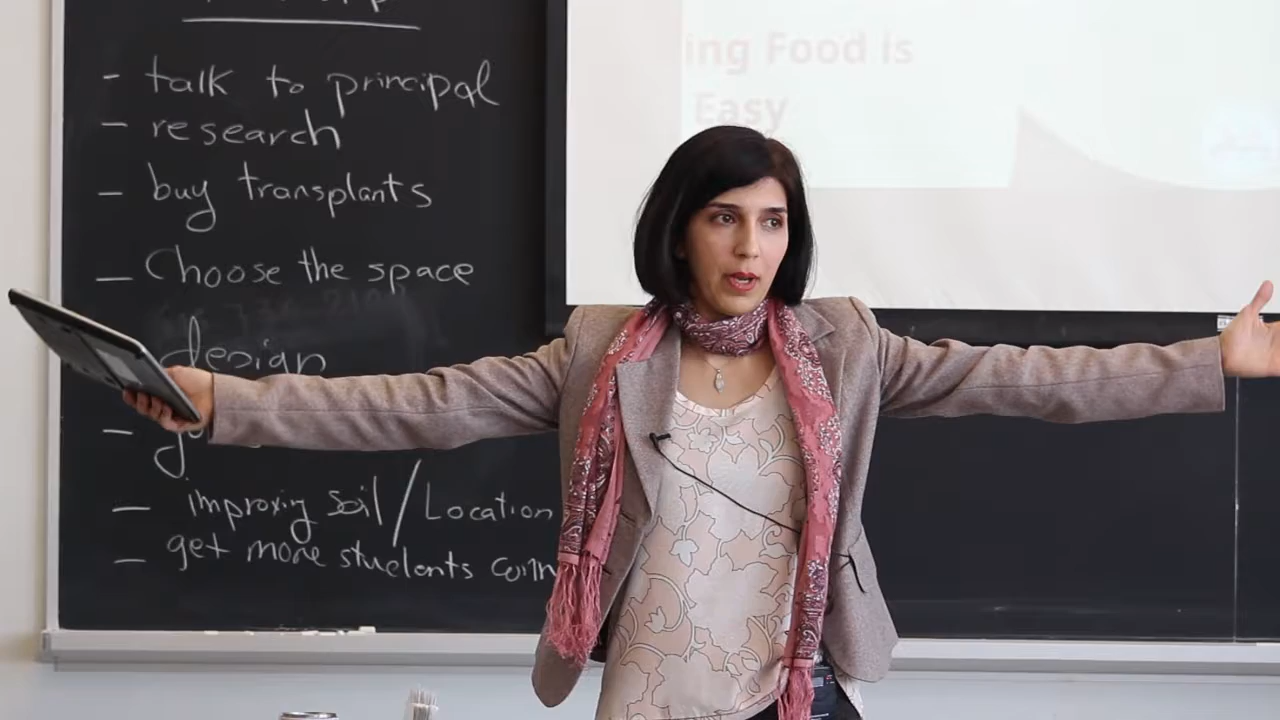 - talk to principal
- research
- buy transplants
- Choose the space
design
-
- improving soil/Location
- get more students
ing Food is
Easy